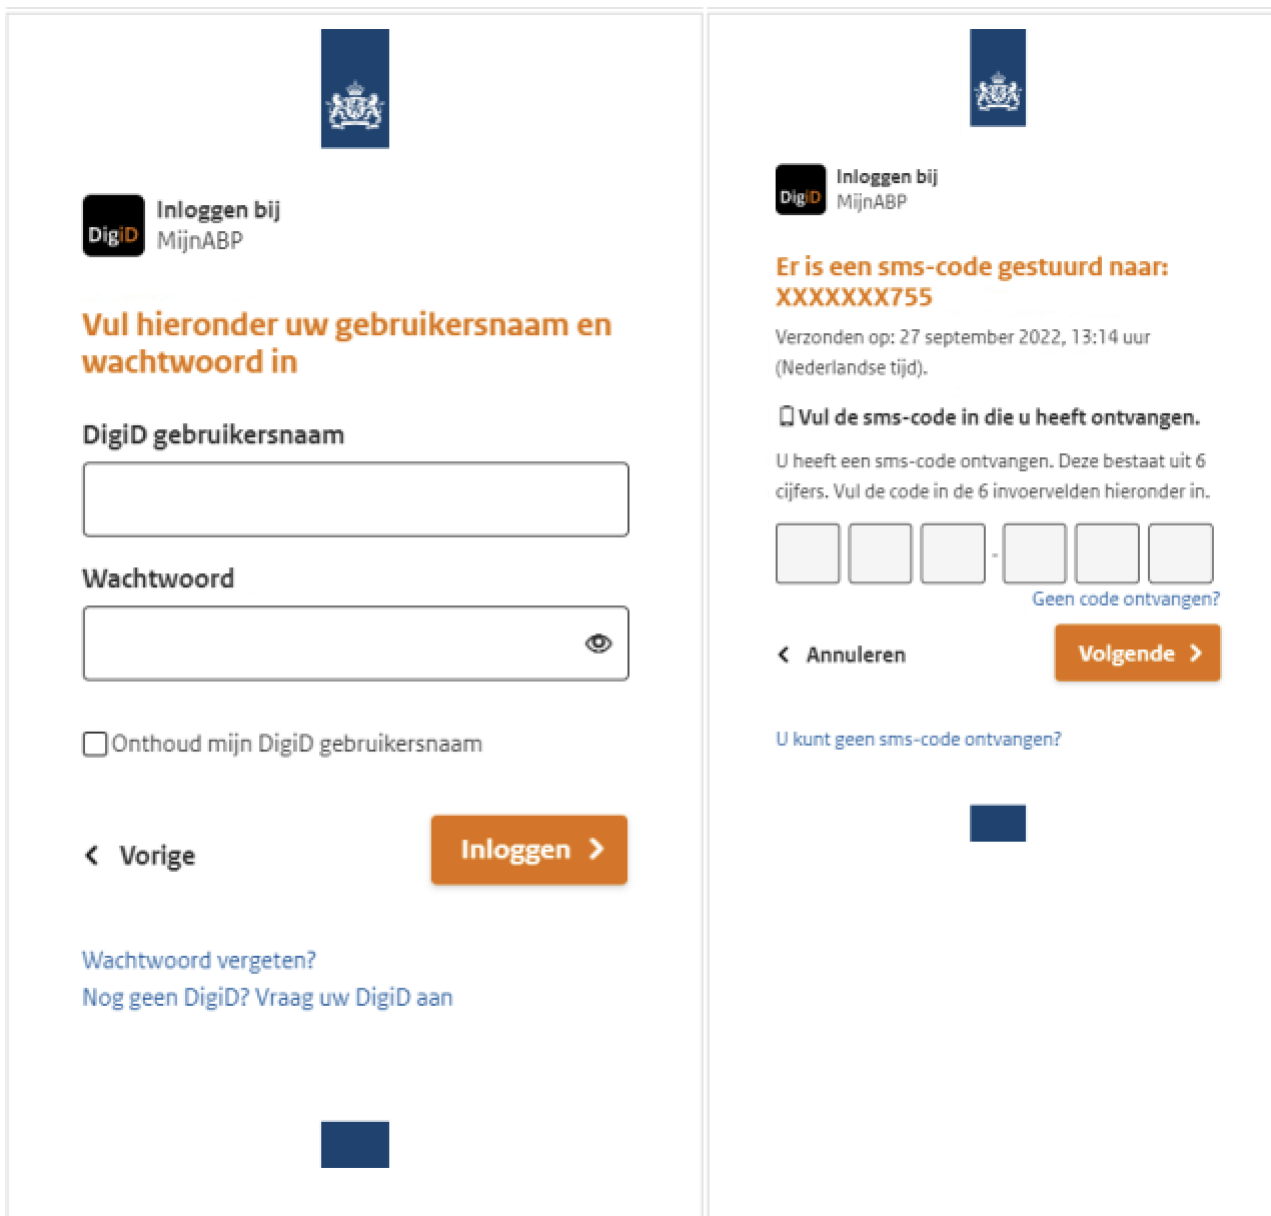 DigiD
Inloggen bij
MijnABP
Vul hieronder uw gebruikersnaam en
wachtwoord in
DigiD gebruikersnaam
Wachtwoord
Onthoud mijn DigiD gebruikersnaam
Vorige
Inloggen
Wachtwoord vergeten?
Nog geen DigiD? Vraag uw DigiD aan
DigiD
Inloggen bij
MijnABP
Er is een sms-code gestuurd naar:
XXXXXXX755
Verzonden op: 27 september 2022, 13:14 uur
(Nederlandse tijd).
Vul de sms-code in die u heeft ontvangen.
U heeft een sms-code ontvangen. Deze bestaat uit 6
cijfers. Vul de code in de 6 invoervelden hieronder in.
-
Geen code ontvangen?
Annuleren
Volgende
U kunt geen sms-code ontvangen?